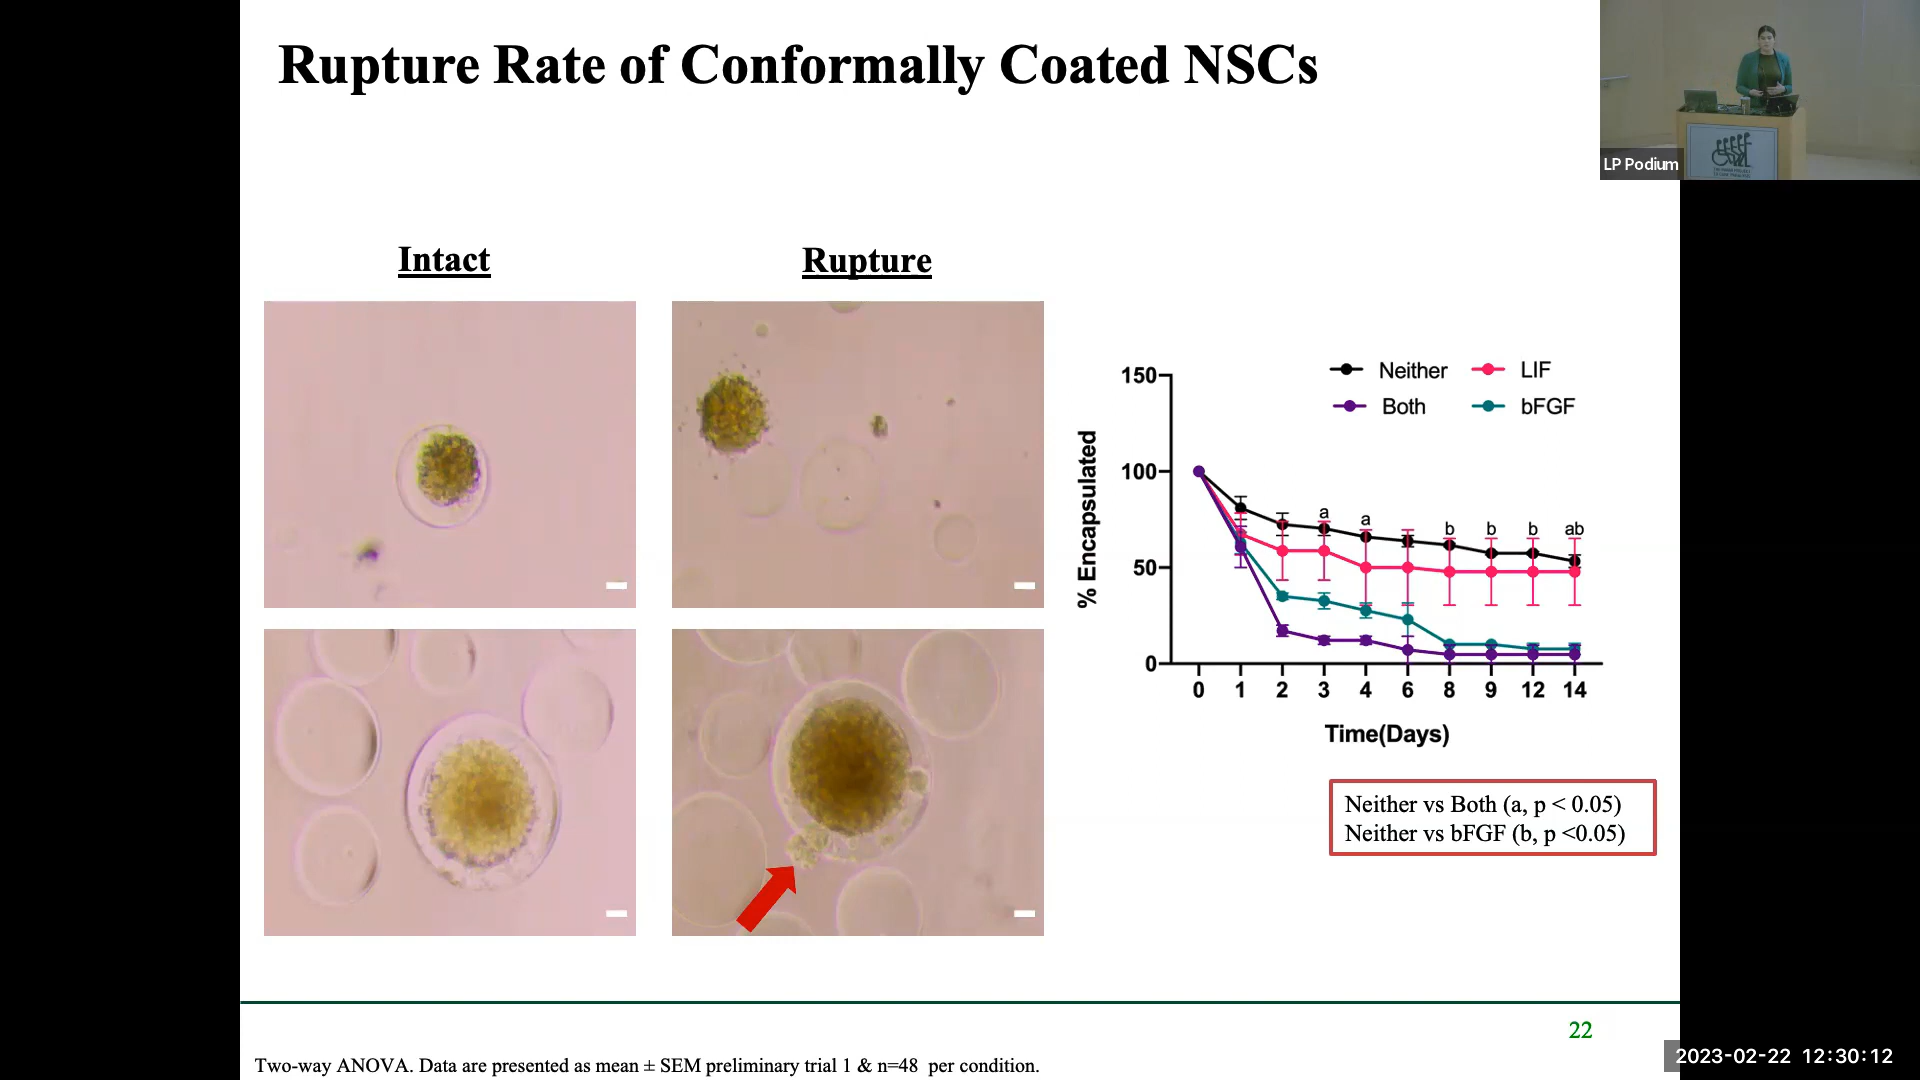 Rupture Rate of Conformally Coated NSCs
LP Podium
Intact
Rupture
Neither
LIF
Both
bFGF
150
100
50
0
% Encapsulated
a
a
b
b
b
ab
0 1 2 3 4 6 8 9 12 14
Time(Days)
Neither vs Both (a, p < 0.05)
Neither vs bFGF (b, p <0.05)
22
Two-way ANOVA. Data are presented as mean ± SEM preliminary trial 1 & n=48 per condition.
2023-02-22 12:30:12